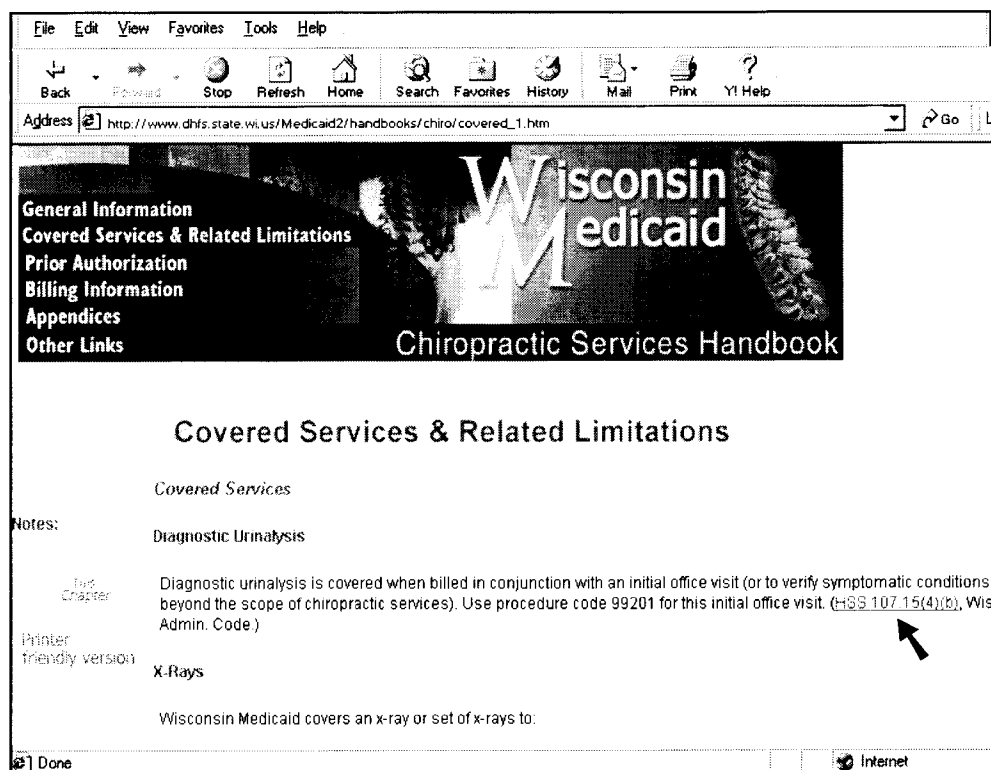 File Edit View Favorites Tools Help
Back Forward Stop Refresh Home Search Favorites History Mail Print Y! Help
Address http://www.dhfs.state.wi.us/Medicaid2/handbooks/chiro/covered_1.htm Go L
Wisconsin
Medicaid
General Information
Covered Services & Related Limitations
Prior Authorization
Billing Information
Appendices
Other Links
Chiropractic Services Handbook
Covered Services & Related Limitations
Covered Services
Notes:
Diagnostic Urinalysis
This
Chapter
Diagnostic urinalysis is covered when billed in conjunction with an initial office visit (or to verify symptomatic conditions
beyond the scope of chiropractic services). Use procedure code 99201 for this initial office visit. (HSS 107.15(4)(b), Wis
Admin. Code.)
Printer
friendly version
X-Rays
Wisconsin Medicaid covers an x-ray or set of x-rays to:
Done Internet